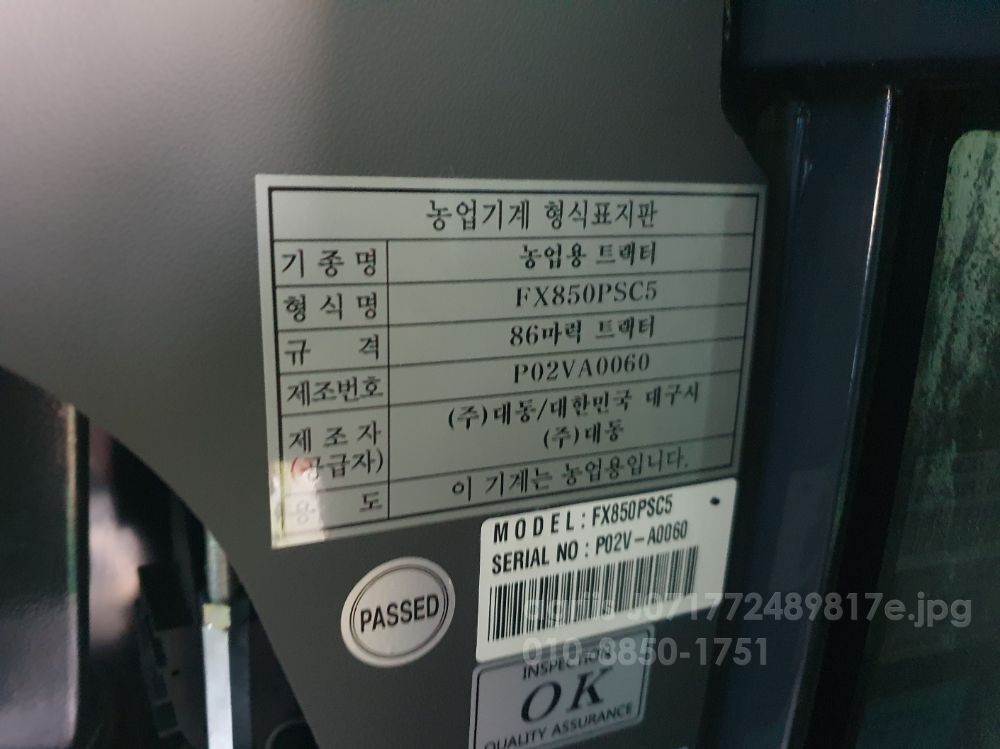 농업기계 형식표지판
기 종 명 농업용 트랙터
형 식 명 FX850PSC5
규 격 86마력 트랙터
제조번호 P02VA0060
제 조 자 (주)대동/대한민국 대구시
(공급자) (주)대동
용 도 이 기계는 농업용입니다.
MODEL : FX850PSC5
SERIAL NO : P02V-A0060
PASSED
INSPECTION
OK
QUALITY ASSURANCE
010-8850-1751